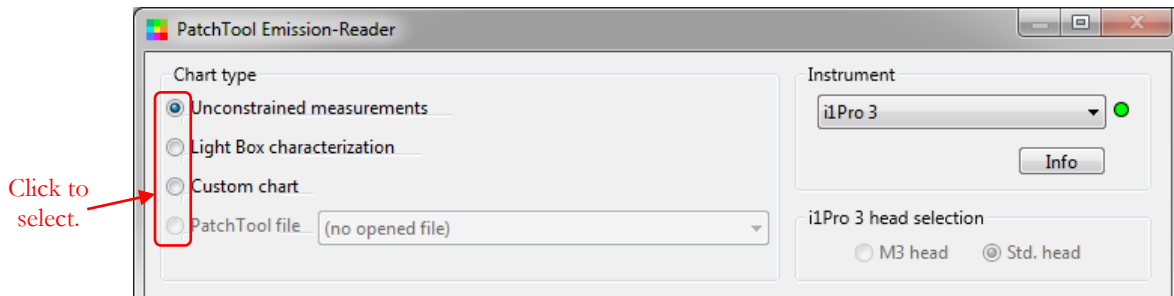 PatchTool Emission-Reader
Chart type
Unconstrained measurements
Light Box characterization
Custom chart
PatchTool file
(no opened file)
Click to
select.
Instrument
i1Pro 3
Info
i1Pro 3 head selection
M3 head
Std. head